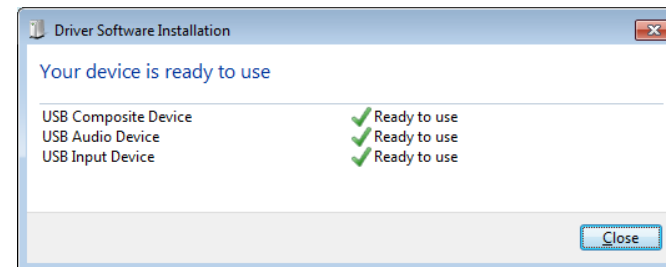 Driver Software Installation
Your device is ready to use
USB Composite Device Ready to use
USB Audio Device Ready to use
USB Input Device Ready to use
Close